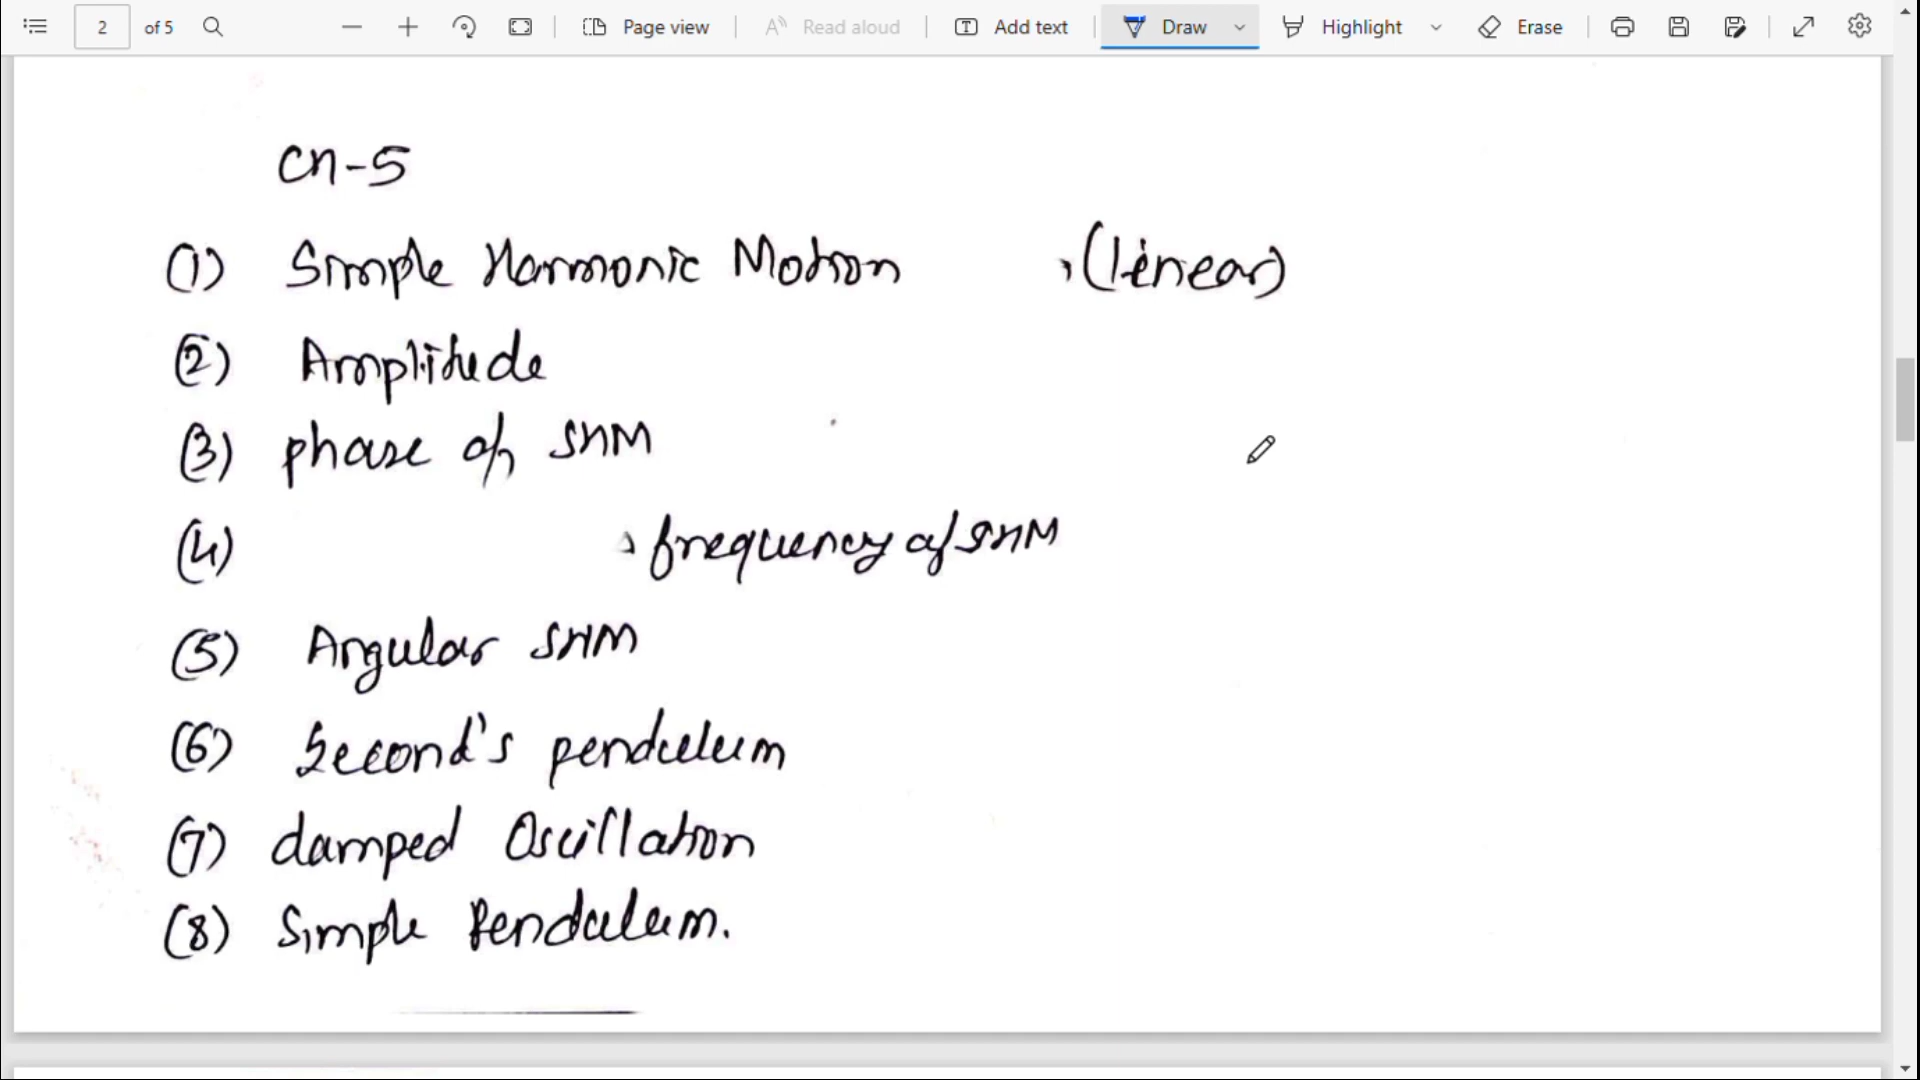 2 of 5 Page view Read aloud Add text Draw Highlight Erase
Ch-5
(1) Simple Harmonic Motion , (linear)
(2) Amplitude
(3) phase of SHM
(4) , frequency of SHM
(5) Angular SHM
(6) Second's pendulum
(7) damped Oscillation
(8) Simple Pendulum.